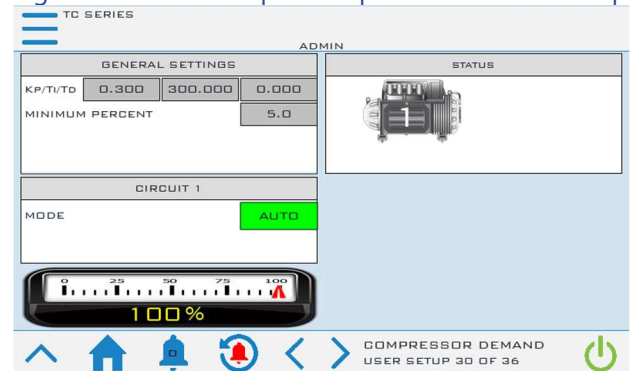 TC SERIES
ADMIN
GENERAL SETTINGS
KP/TI/TD 0.300 300.000 0.000
MINIMUM PERCENT 5.0
STATUS
1
CIRCUIT 1
MODE AUTO
0 25 50 75 100
100%
0
COMPRESSOR DEMAND
USER SETUP 30 OF 36